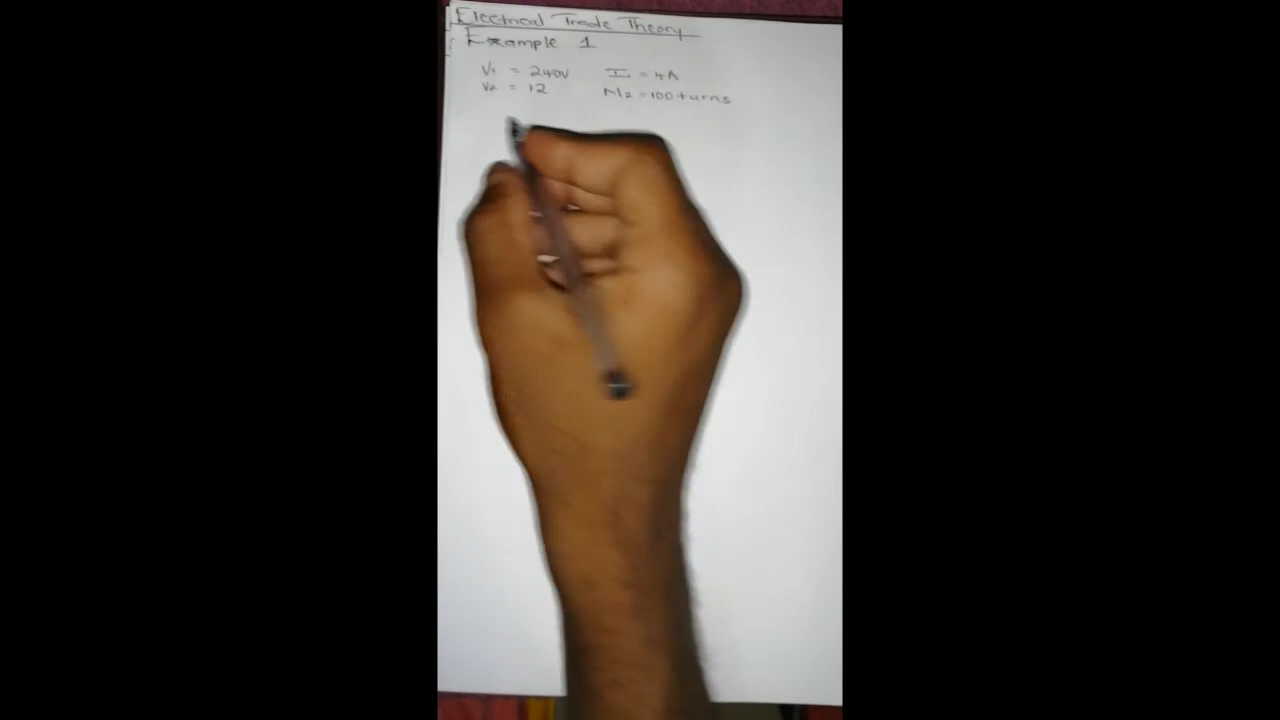 Electrical Trade Theory
Example 1
V1 = 240V I1 = 4A
V2 = 12 N2 = 100 turns